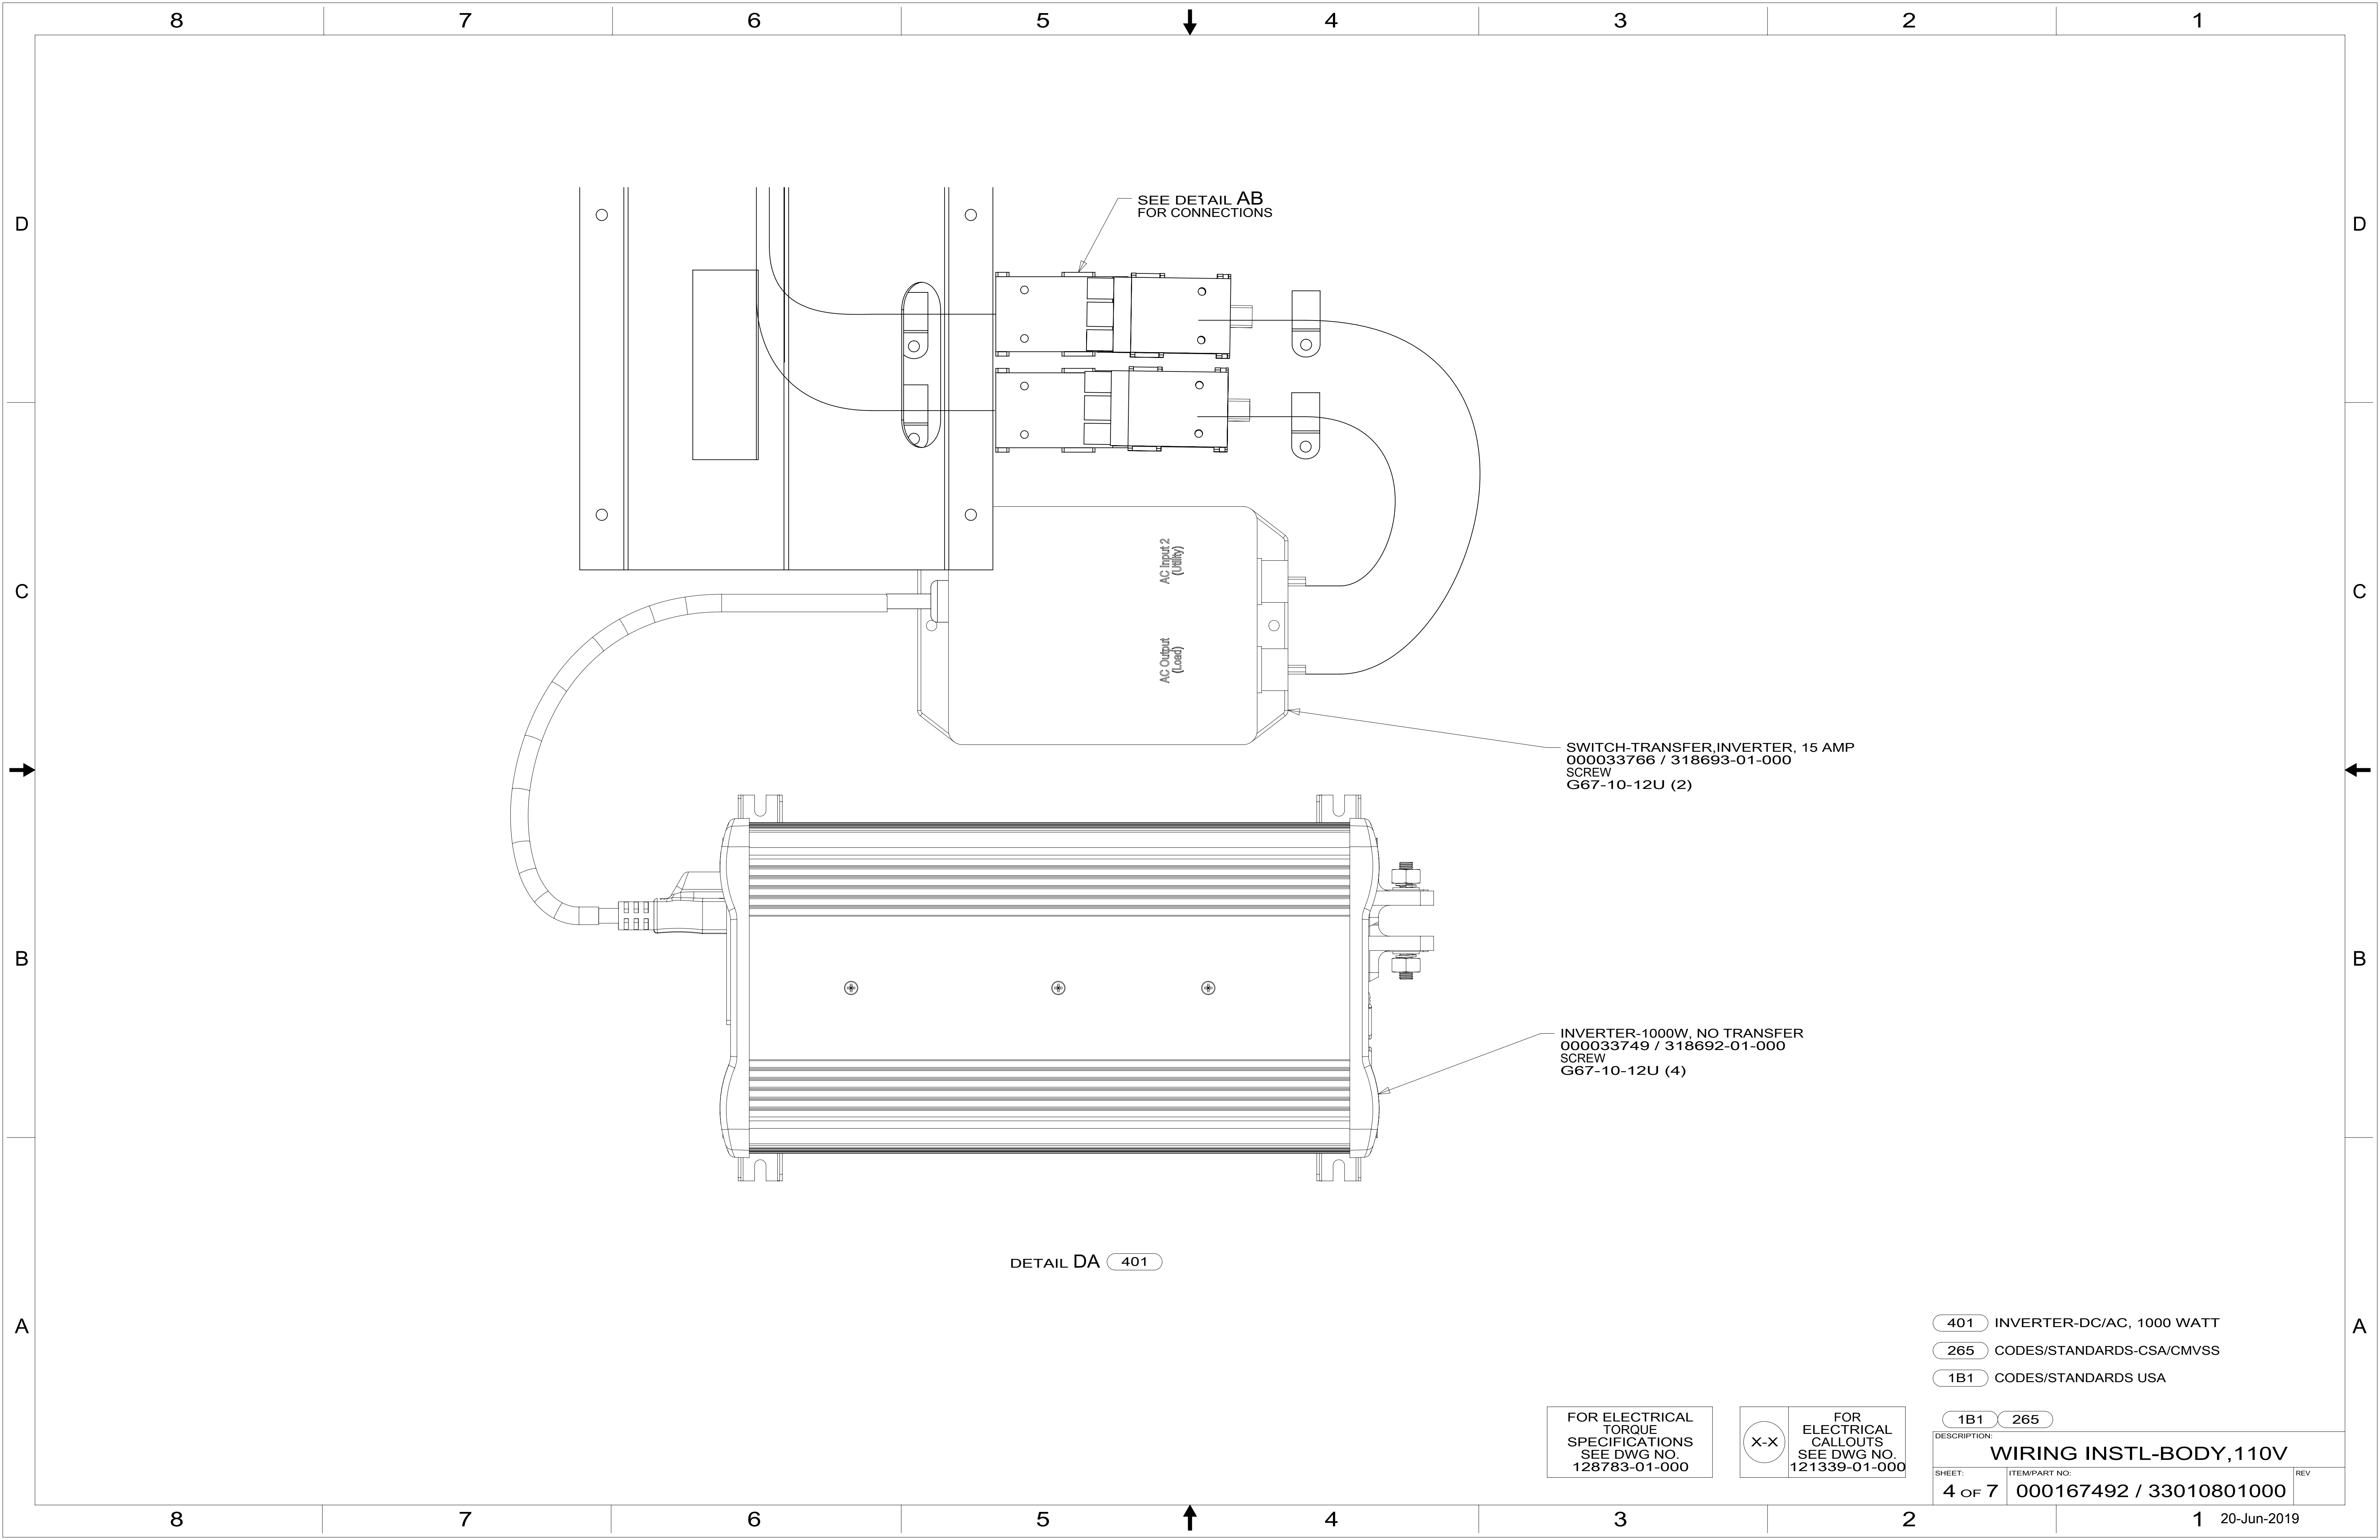 8 7 6 5 4 3 2 1
D D
SEE DETAIL AB
FOR CONNECTIONS
C C
AC Input 2
(Utility)
AC Output
(Load)
SWITCH-TRANSFER,INVERTER, 15 AMP
000033766 / 318693-01-000
SCREW
G67-10-12U (2)
B B
INVERTER-1000W, NO TRANSFER
000033749 / 318692-01-000
SCREW
G67-10-12U (4)
DETAIL DA 401
A A
401 INVERTER-DC/AC, 1000 WATT
265 CODES/STANDARDS-CSA/CMVSS
1B1 CODES/STANDARDS USA
FOR ELECTRICAL
TORQUE
SPECIFICATIONS
SEE DWG NO.
128783-01-000
X-X
FOR
ELECTRICAL
CALLOUTS
SEE DWG NO.
121339-01-000
1B1 265
DESCRIPTION:
WIRING INSTL-BODY,110V
SHEET:
4 OF 7
ITEM/PART NO:
000167492 / 33010801000
REV
8 7 6 5 4 3 2 1
20-Jun-2019